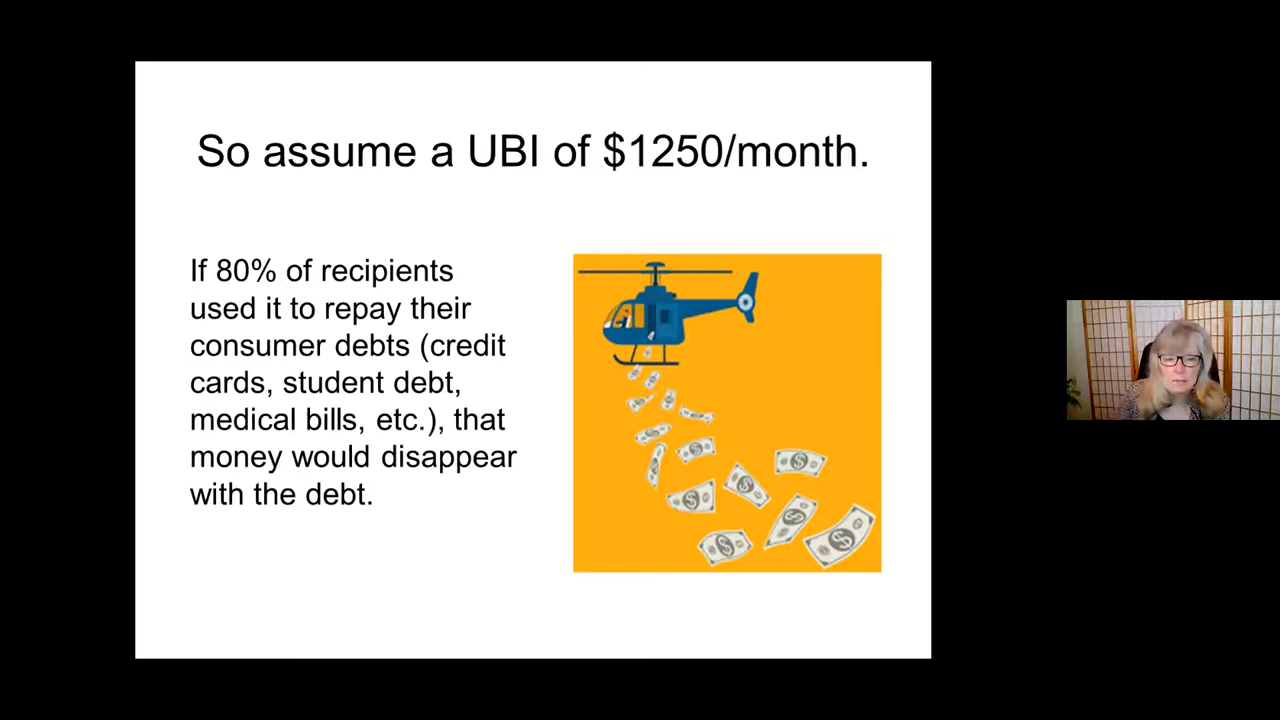 So assume a UBI of $1250/month.
If 80% of recipients
used it to repay their
consumer debts (credit
cards, student debt,
medical bills, etc.), that
money would disappear
with the debt.